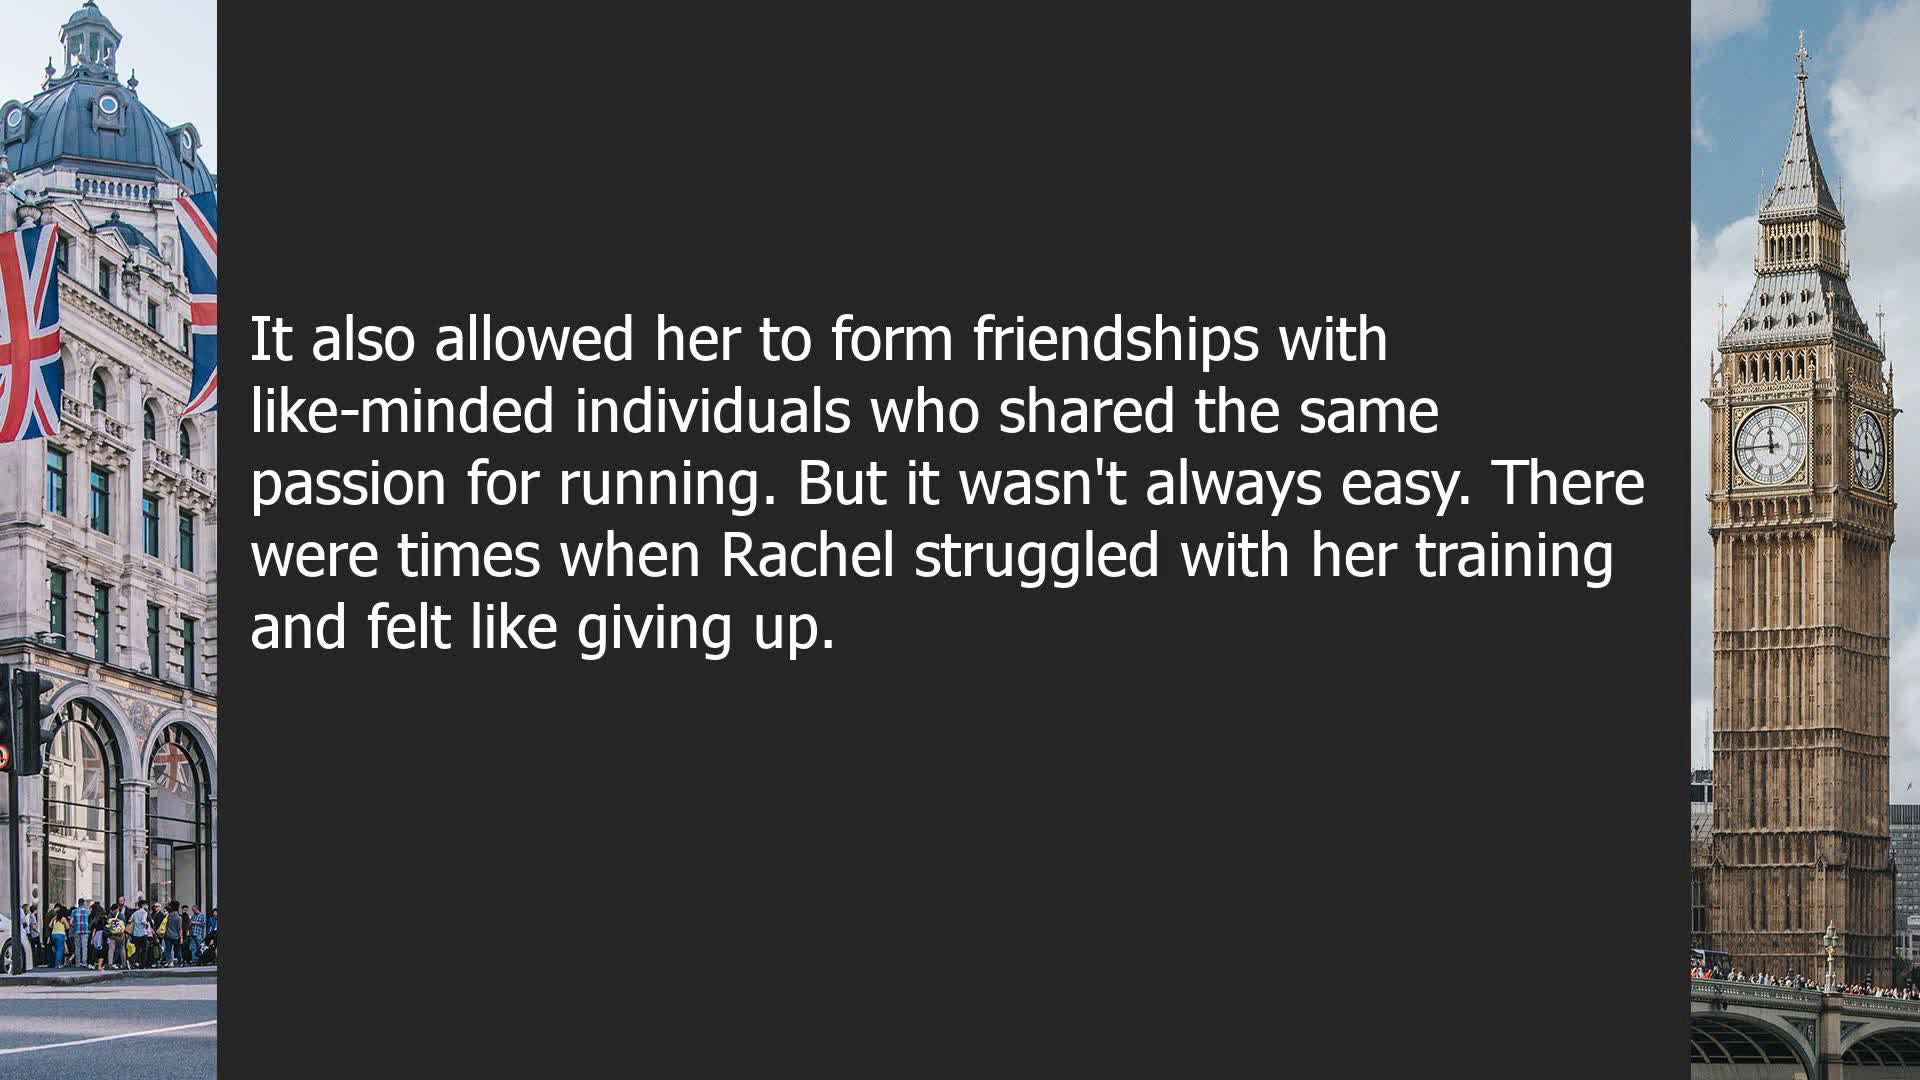 It also allowed her to form friendships with
like-minded individuals who shared the same
passion for running. But it wasn't always easy. There
were times when Rachel struggled with her training
and felt like giving up.